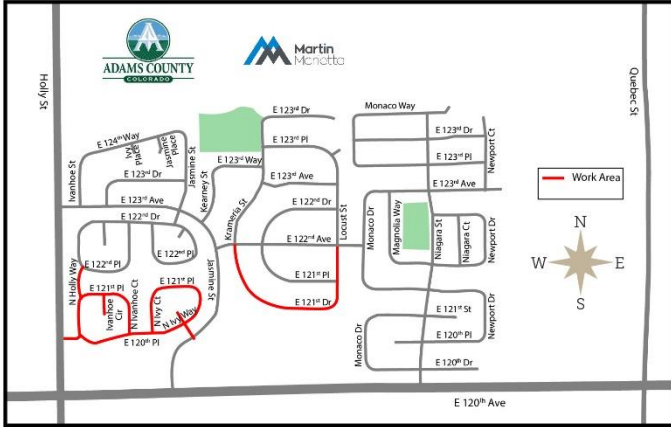 ADAMS COUNTY
COLORADO
Martin
Marietta
Holly St
Quebec St
Monaco Way
E 123rd Dr
E 123rd Dr
E 124th Way
Ivy
Place
Jasmine
Place
Jasmine St
E 123rd Pl
E 123rd Pl
Newport Ct
E 123rd Way
Ivanhoe St
E 123rd Dr
Kearney St
E 123rd Ave
E 123rd Ave
Work Area
E 123rd Ave
E 122nd Dr
Krameria St
E 122nd Dr
Locust St
Monaco Dr
Magnolia Way
Niagara St
Niagara Ct
Newport Dr
N
W
E
S
E 122nd Ave
E 122nd Pl
E 122nd Pl
Jasmine St
N Holly Way
E 121st Pl
E 121st Pl
E 121st Pl
Ivanhoe
Cir
N Ivanhoe Ct
N Ivy Ct
N Ivy Way
E 121st Dr
E 121st St
Newport Dr
E 120th Pl
E 120th Pl
Monaco Dr
E 120th Dr
E 120th Ave